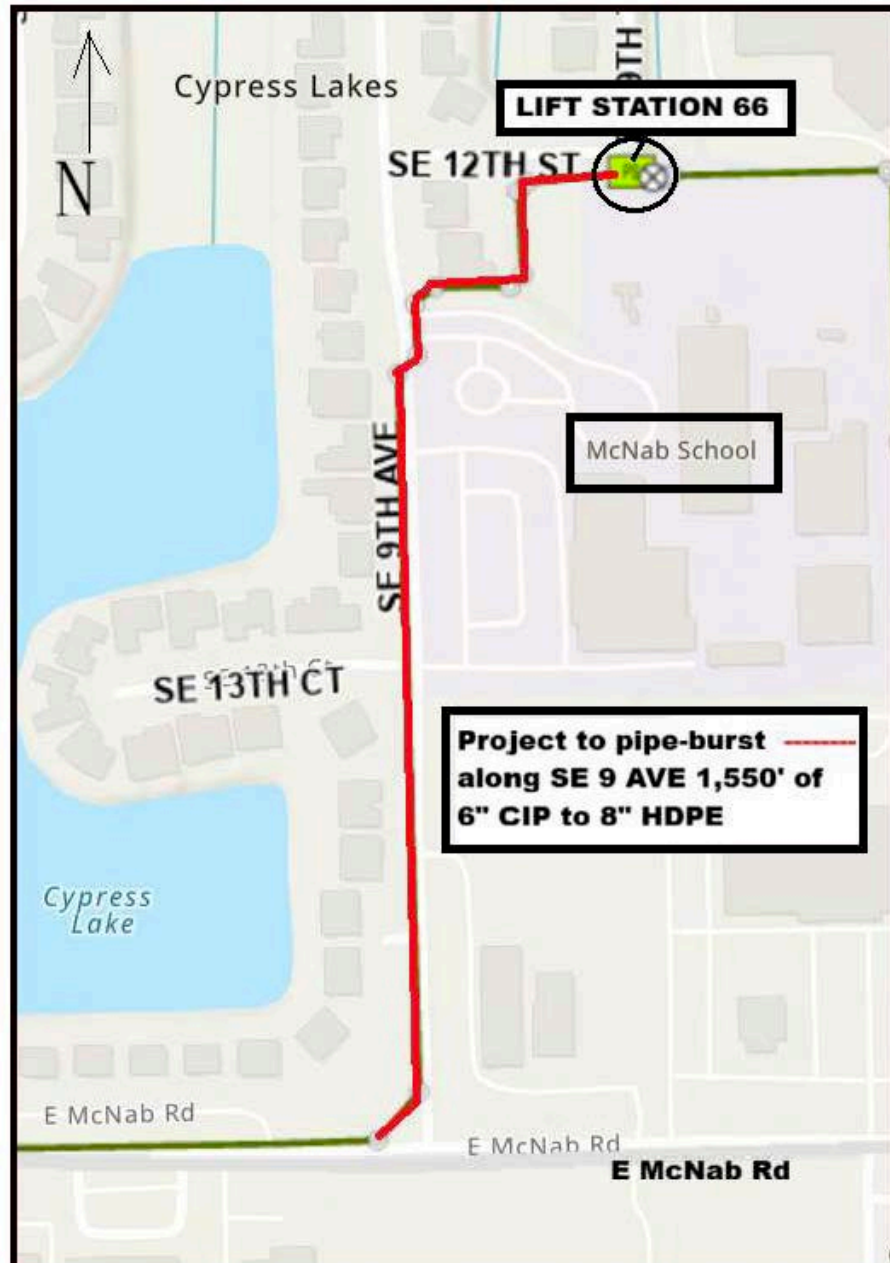 Cypress Lakes
9TH
LIFT STATION 66
SE 12TH ST
N
McNab School
SE 9TH AVE
SE 13TH CT
Project to pipe-burst
along SE 9 AVE 1,550' of
6" CIP to 8" HDPE
Cypress
Lake
E McNab Rd
E McNab Rd
E McNab Rd